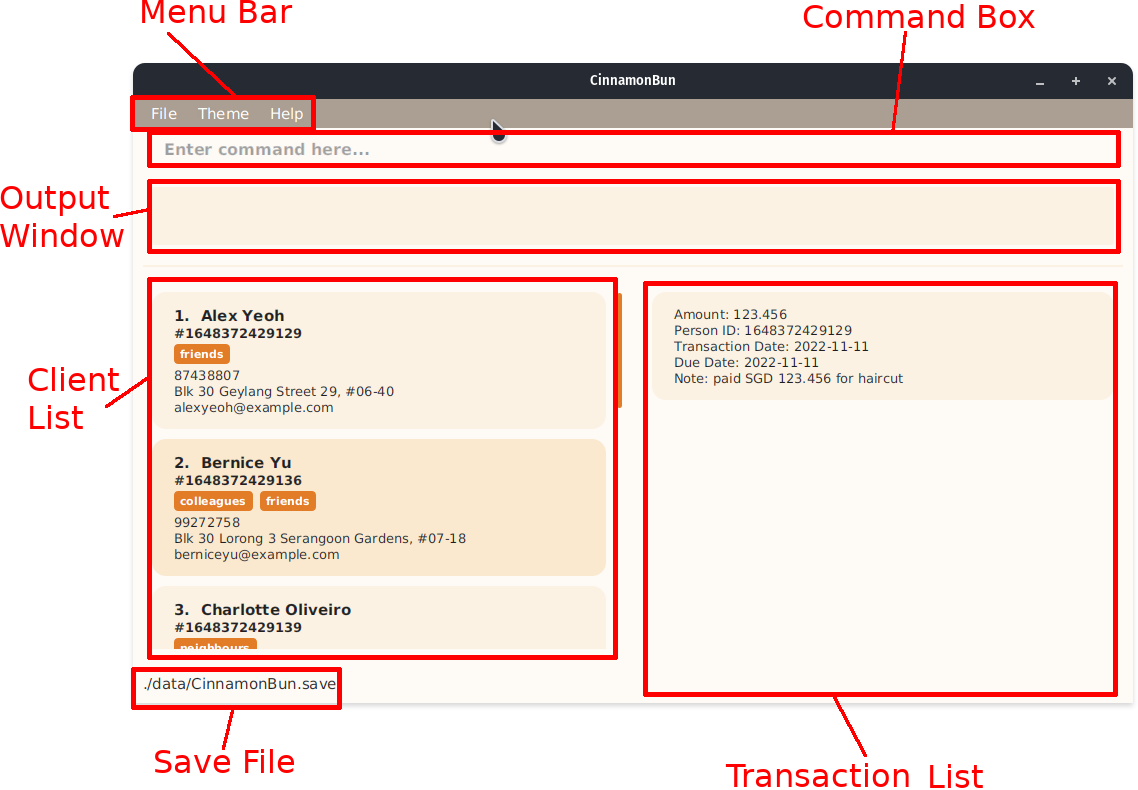 Menu Bar
Command Box
CinnamonBun
File Theme Help
Enter command here...
Output
Window
Client
List
1. Alex Yeoh
#1648372429129
friends
87438807
Blk 30 Geylang Street 29, #06-40
alexyeoh@example.com
2. Bernice Yu
#1648372429136
colleagues friends
99272758
Blk 30 Lorong 3 Serangoon Gardens, #07-18
berniceyu@example.com
3. Charlotte Oliveiro
#1648372429139
neighbours
Amount: 123.456
Person ID: 1648372429129
Transaction Date: 2022-11-11
Due Date: 2022-11-11
Note: paid SGD 123.456 for haircut
./data/CinnamonBun.save
Save File
Transaction List